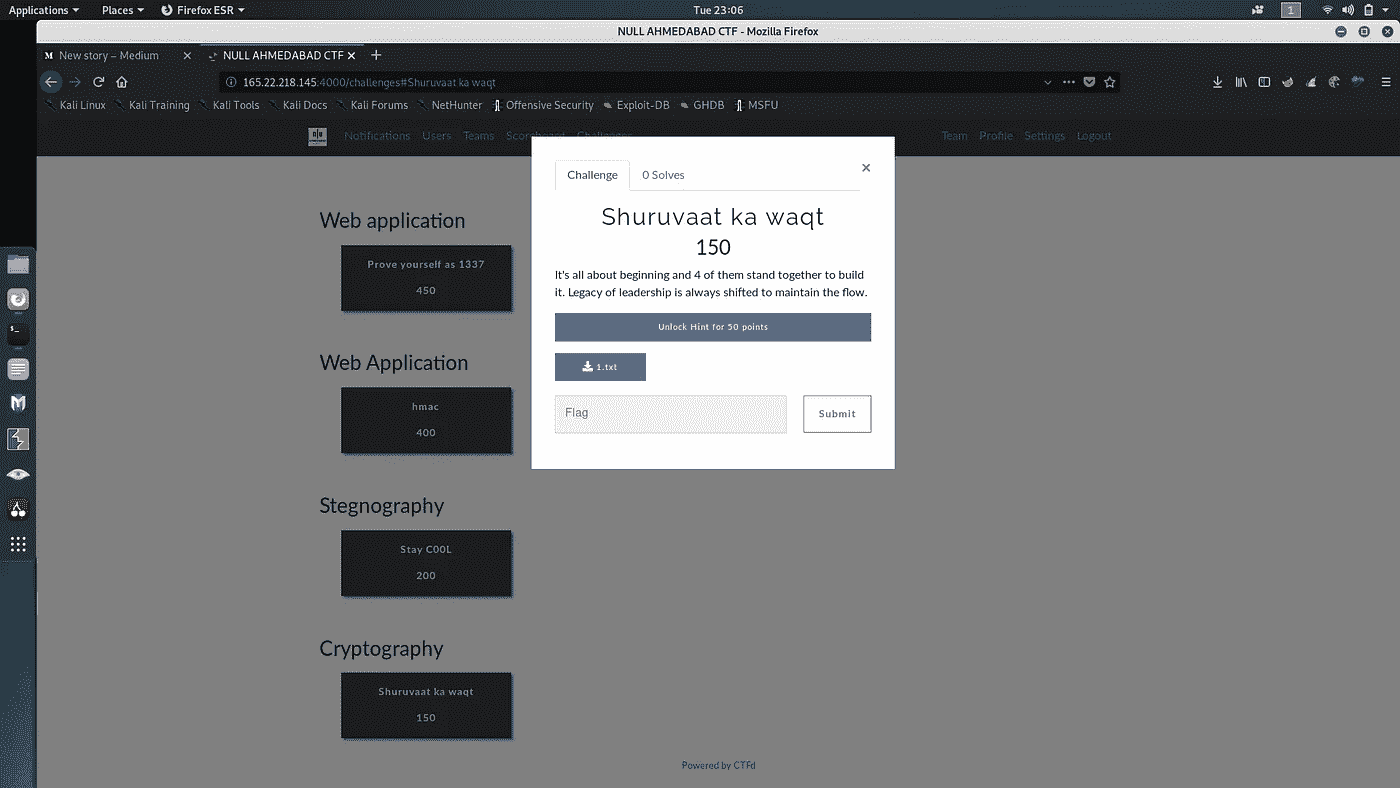 Applications Places Firefox ESR Tue 23:06 1
NULL AHMEDABAD CTF - Mozilla Firefox
M New story – Medium NULL AHMEDABAD CTF
165.22.218.145:4000/challenges#Shuruvaat ka waqt
Kali Linux Kali Training Kali Tools Kali Docs Kali Forums NetHunter Offensive Security Exploit-DB GHDB MSFU
Notifications Users Teams Scoreboard Challenges Team Profile Settings Logout
Challenge 0 Solves
Shuruvaat ka waqt
150
It's all about beginning and 4 of them stand together to build
it. Legacy of leadership is always shifted to maintain the flow.
Unlock Hint for 50 points
1.txt
Flag Submit
Web application
Prove yourself as 1337
450
Web Application
hmac
400
Stegnography
Stay C00L
200
Cryptography
Shuruvaat ka waqt
150
Powered by CTFd